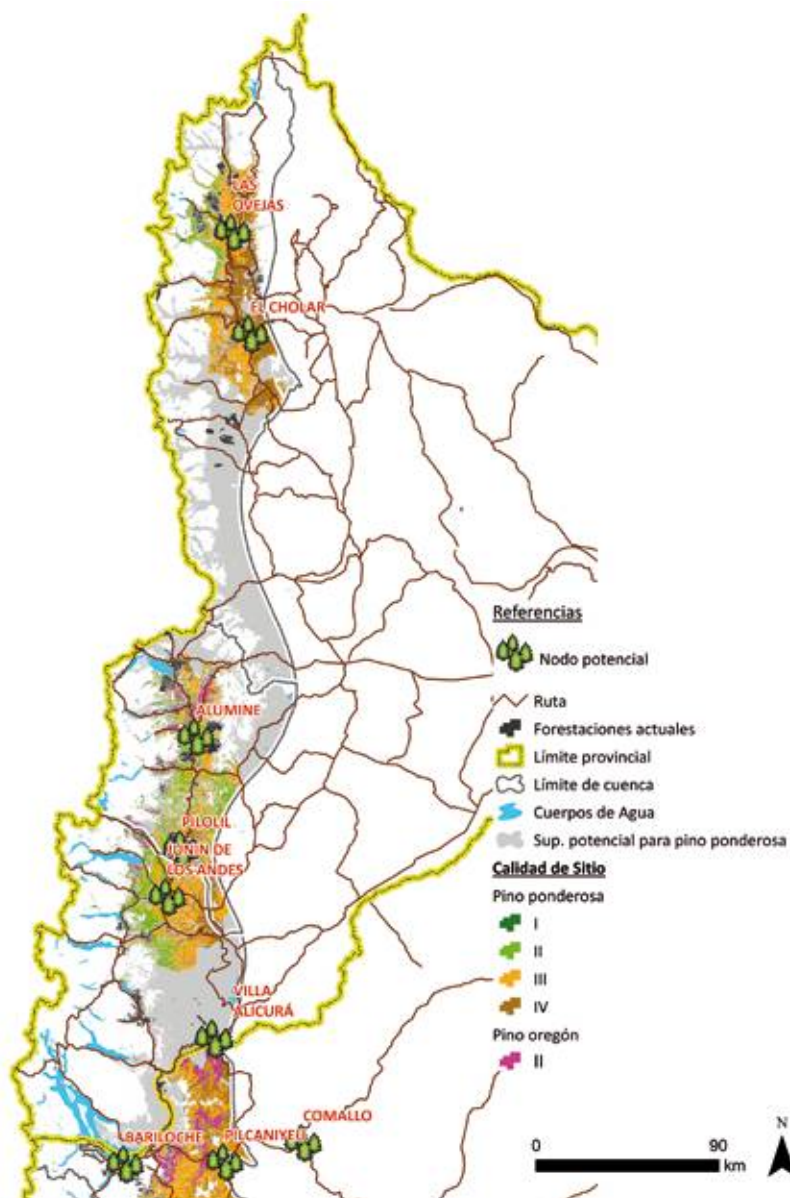 LAS
OVEJAS
EL CHOLAR
Referencias
Nodo potencial
Ruta
ALUMINE
Forestaciones actuales
Límite provincial
Límite de cuenca
Cuerpos de Agua
PILOLIL
Sup. potencial para pino ponderosa
JUNIN DE
LOS ANDES
Calidad de Sitio
Pino ponderosa
I
II
III
IV
VILLA
ALICURÁ
Pino oregón
II
COMALLO
BARILOCHE
PILCANIYEU
N
0 90
km